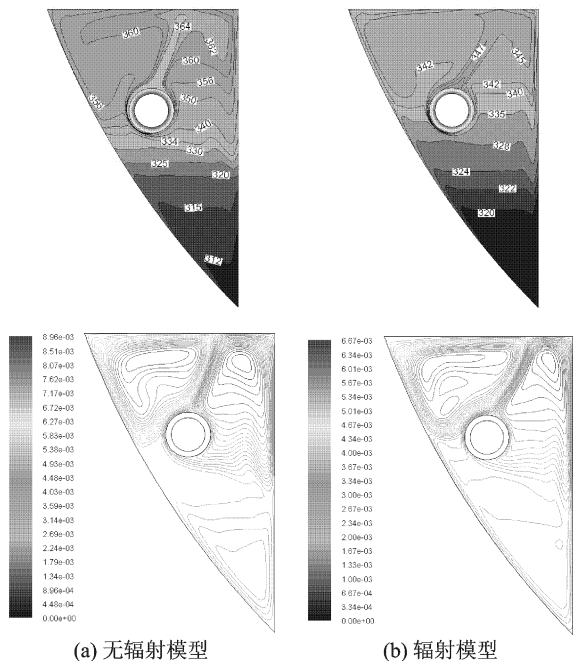 360
364
362
360
356
355
350
340
334
330
325
320
315
312
347
345
342
342
340
335
328
324
322
320
8.96e-03
8.51e-03
8.07e-03
7.62e-03
7.17e-03
6.72e-03
6.27e-03
5.83e-03
5.38e-03
4.93e-03
4.48e-03
4.03e-03
3.59e-03
3.14e-03
2.69e-03
2.24e-03
1.79e-03
1.34e-03
8.96e-04
4.48e-04
0.00e+00
6.67e-03
6.34e-03
6.01e-03
5.67e-03
5.34e-03
5.01e-03
4.67e-03
4.34e-03
4.00e-03
3.67e-03
3.34e-03
3.00e-03
2.67e-03
2.34e-03
2.00e-03
1.67e-03
1.33e-03
1.00e-03
6.67e-04
3.34e-04
0.00e+00
(a) 无辐射模型
(b) 辐射模型